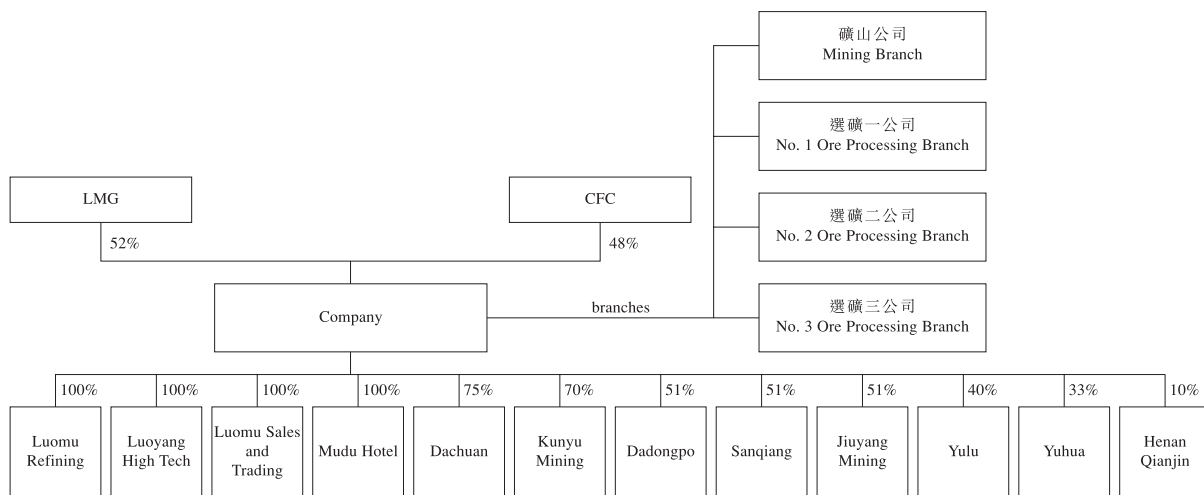 礦山公司
Mining Branch
選礦一公司
No. 1 Ore Processing Branch
LMG
CFC
選礦二公司
No. 2 Ore Processing Branch
52%
48%
Company
branches
選礦三公司
No. 3 Ore Processing Branch
100%
100%
100%
100%
75%
70%
51%
51%
51%
40%
33%
10%
Luomu
Refining
Luoyang
High Tech
Luomu Sales
and
Trading
Mudu Hotel
Dachuan
Kunyu
Mining
Dadongpo
Sanqiang
Jiuyang
Mining
Yulu
Yuhua
Henan
Qianjin